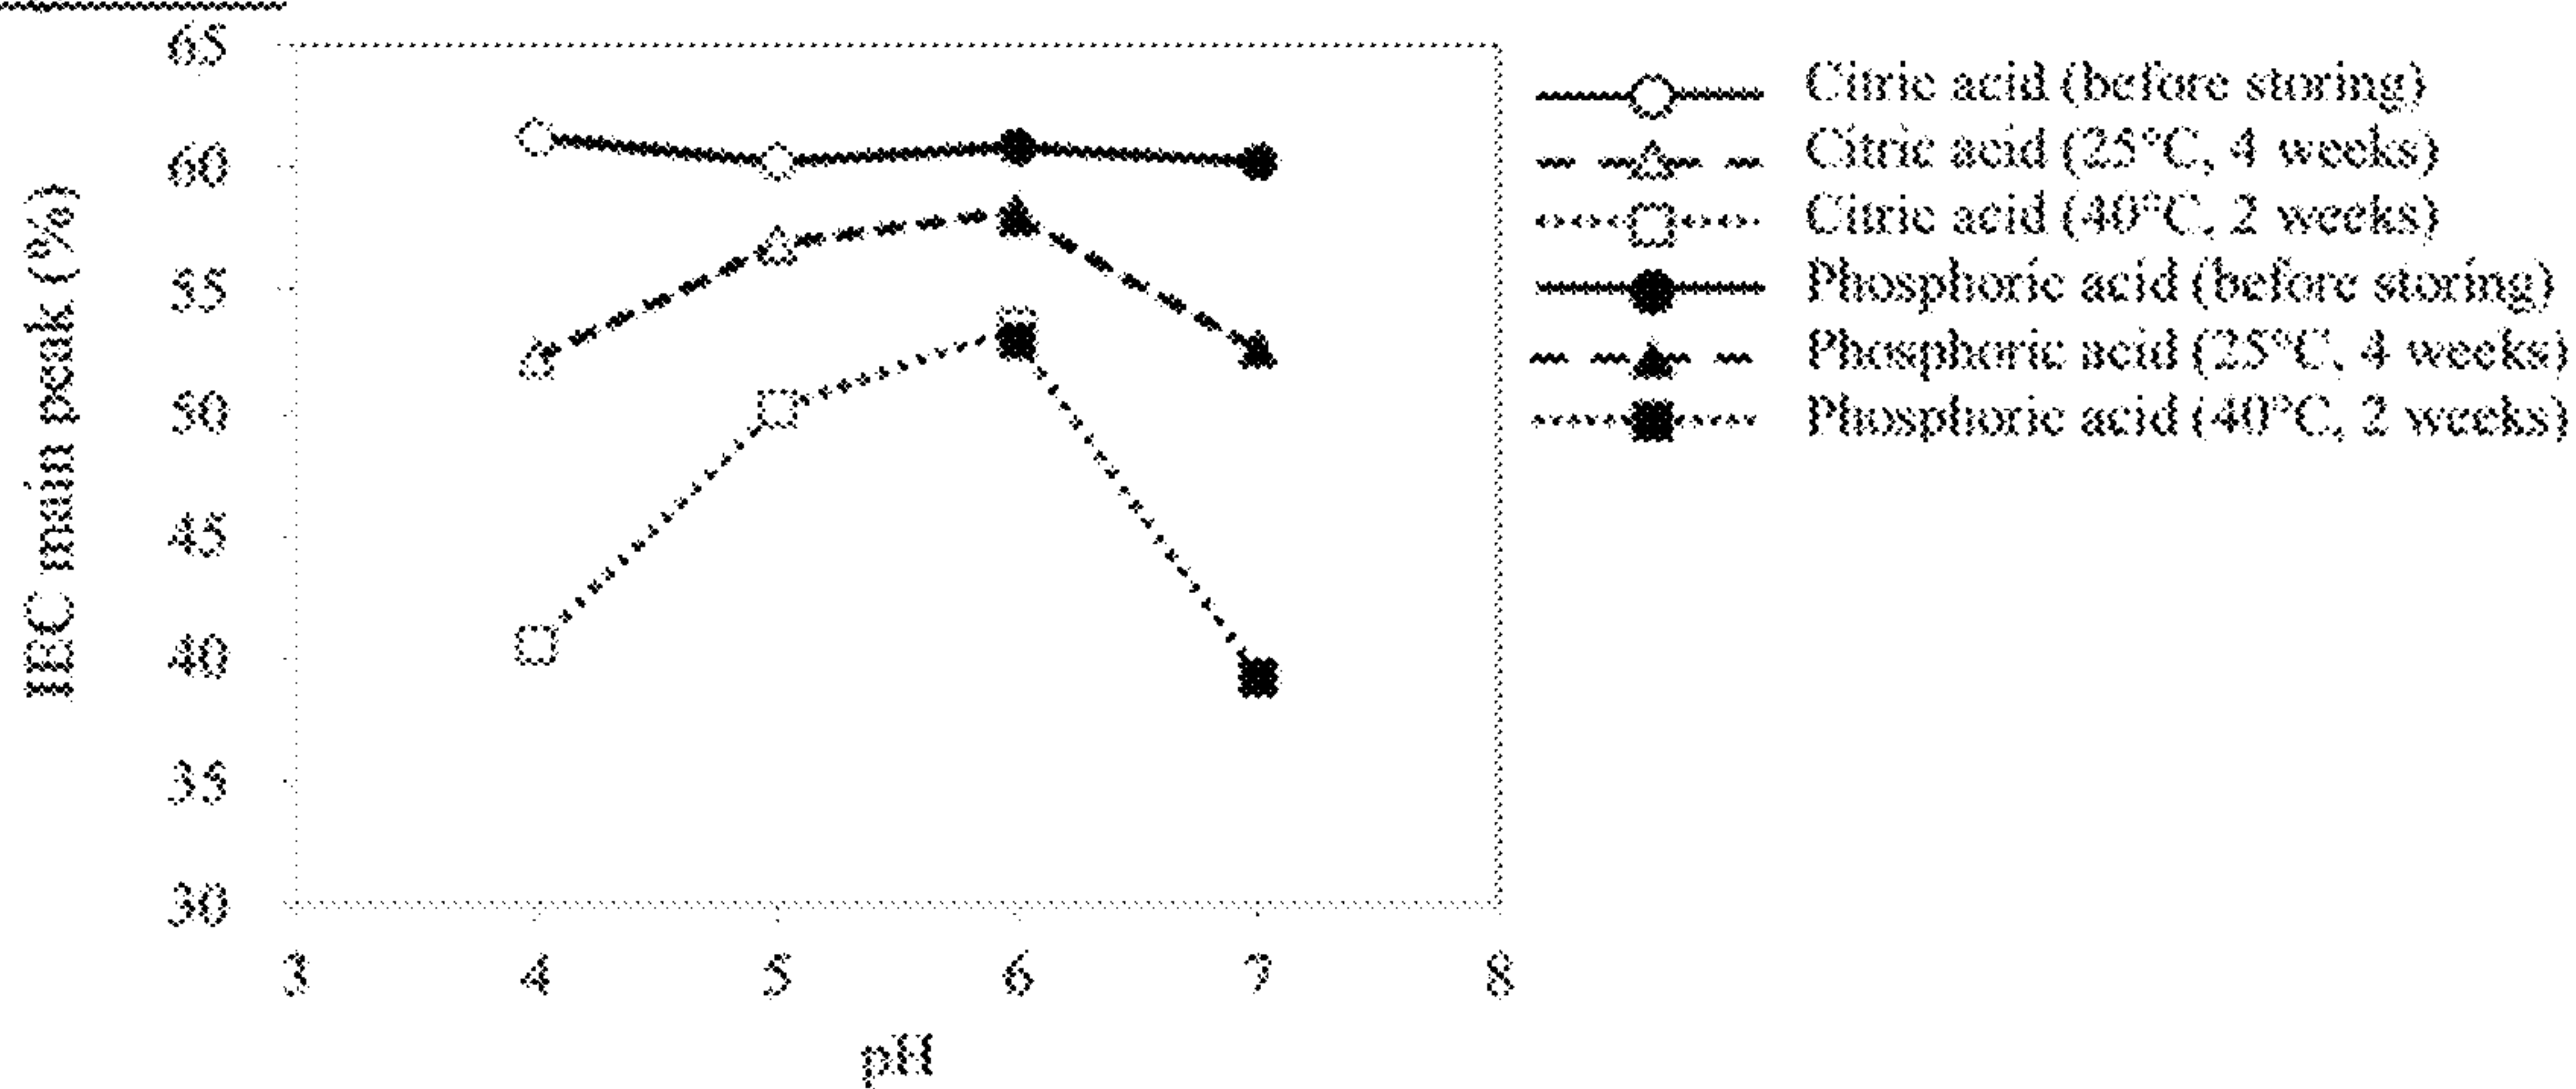 65
60
55
50
45
40
35
30
IEC main peak (%)
3 4 5 6 7 8
pH
Citric acid (before storing)
Citric acid (25°C, 4 weeks)
Citric acid (40°C, 2 weeks)
Phosphoric acid (before storing)
Phosphoric acid (25°C, 4 weeks)
Phosphoric acid (40°C, 2 weeks)